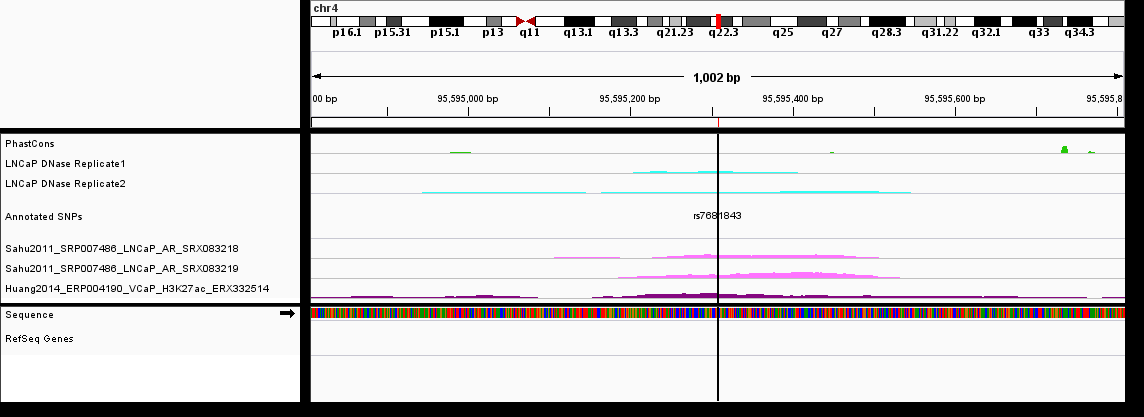 chr4
p16.1 p15.31 p15.1 p13 q11 q13.1 q13.3 q21.23 q22.3 q25 q27 q28.3 q31.22 q32.1 q33 q34.3
1,002 bp
00 bp 95,595,000 bp 95,595,200 bp 95,595,400 bp 95,595,600 bp 95,595,8
PhastCons
LNCaP DNase Replicate1
LNCaP DNase Replicate2
Annotated SNPs
rs7681843
Sahu2011_SRP007486_LNCaP_AR_SRX083218
Sahu2011_SRP007486_LNCaP_AR_SRX083219
Huang2014_ERP004190_VCaP_H3K27ac_ERX332514
Sequence
RefSeq Genes